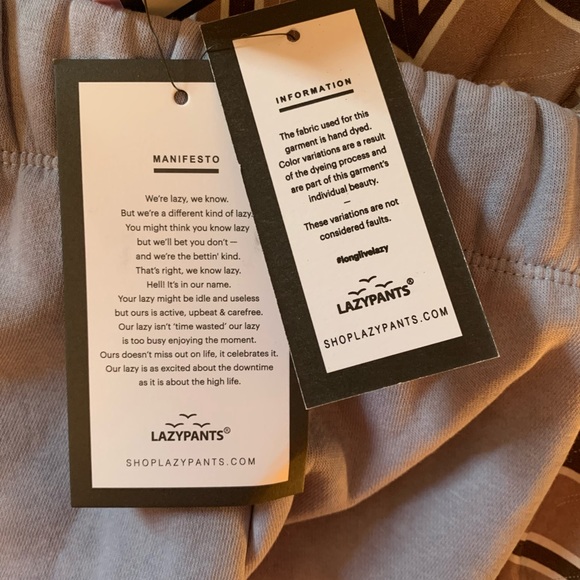 MANIFESTO
We're lazy, we know.
But we're a different kind of lazy.
You might think you know lazy
but we'll bet you don't —
and we're the bettin' kind.
That's right, we know lazy.
Hell! It's in our name.
Your lazy might be idle and useless
but ours is active, upbeat & carefree.
Our lazy isn't 'time wasted' our lazy
is too busy enjoying the moment.
Ours doesn't miss out on life, it celebrates it.
Our lazy is as excited about the downtime
as it is about the high life.
LAZYPANTS®
SHOPLAZYPANTS.COM
INFORMATION
The fabric used for this
garment is hand dyed.
Color variations are a result
of the dyeing process and
are part of this garment's
individual beauty.
—
These variations are not
considered faults.
#longlivelazy
LAZYPANTS®
SHOPLAZYPANTS.COM